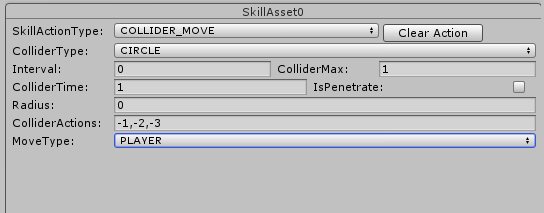 SkillAsset0
SkillActionType: COLLIDER_MOVE Clear Action
ColliderType: CIRCLE
Interval: 0 ColliderMax: 1
ColliderTime: 1 IsPenetrate:
Radius: 0
ColliderActions: -1,-2,-3
MoveType: PLAYER